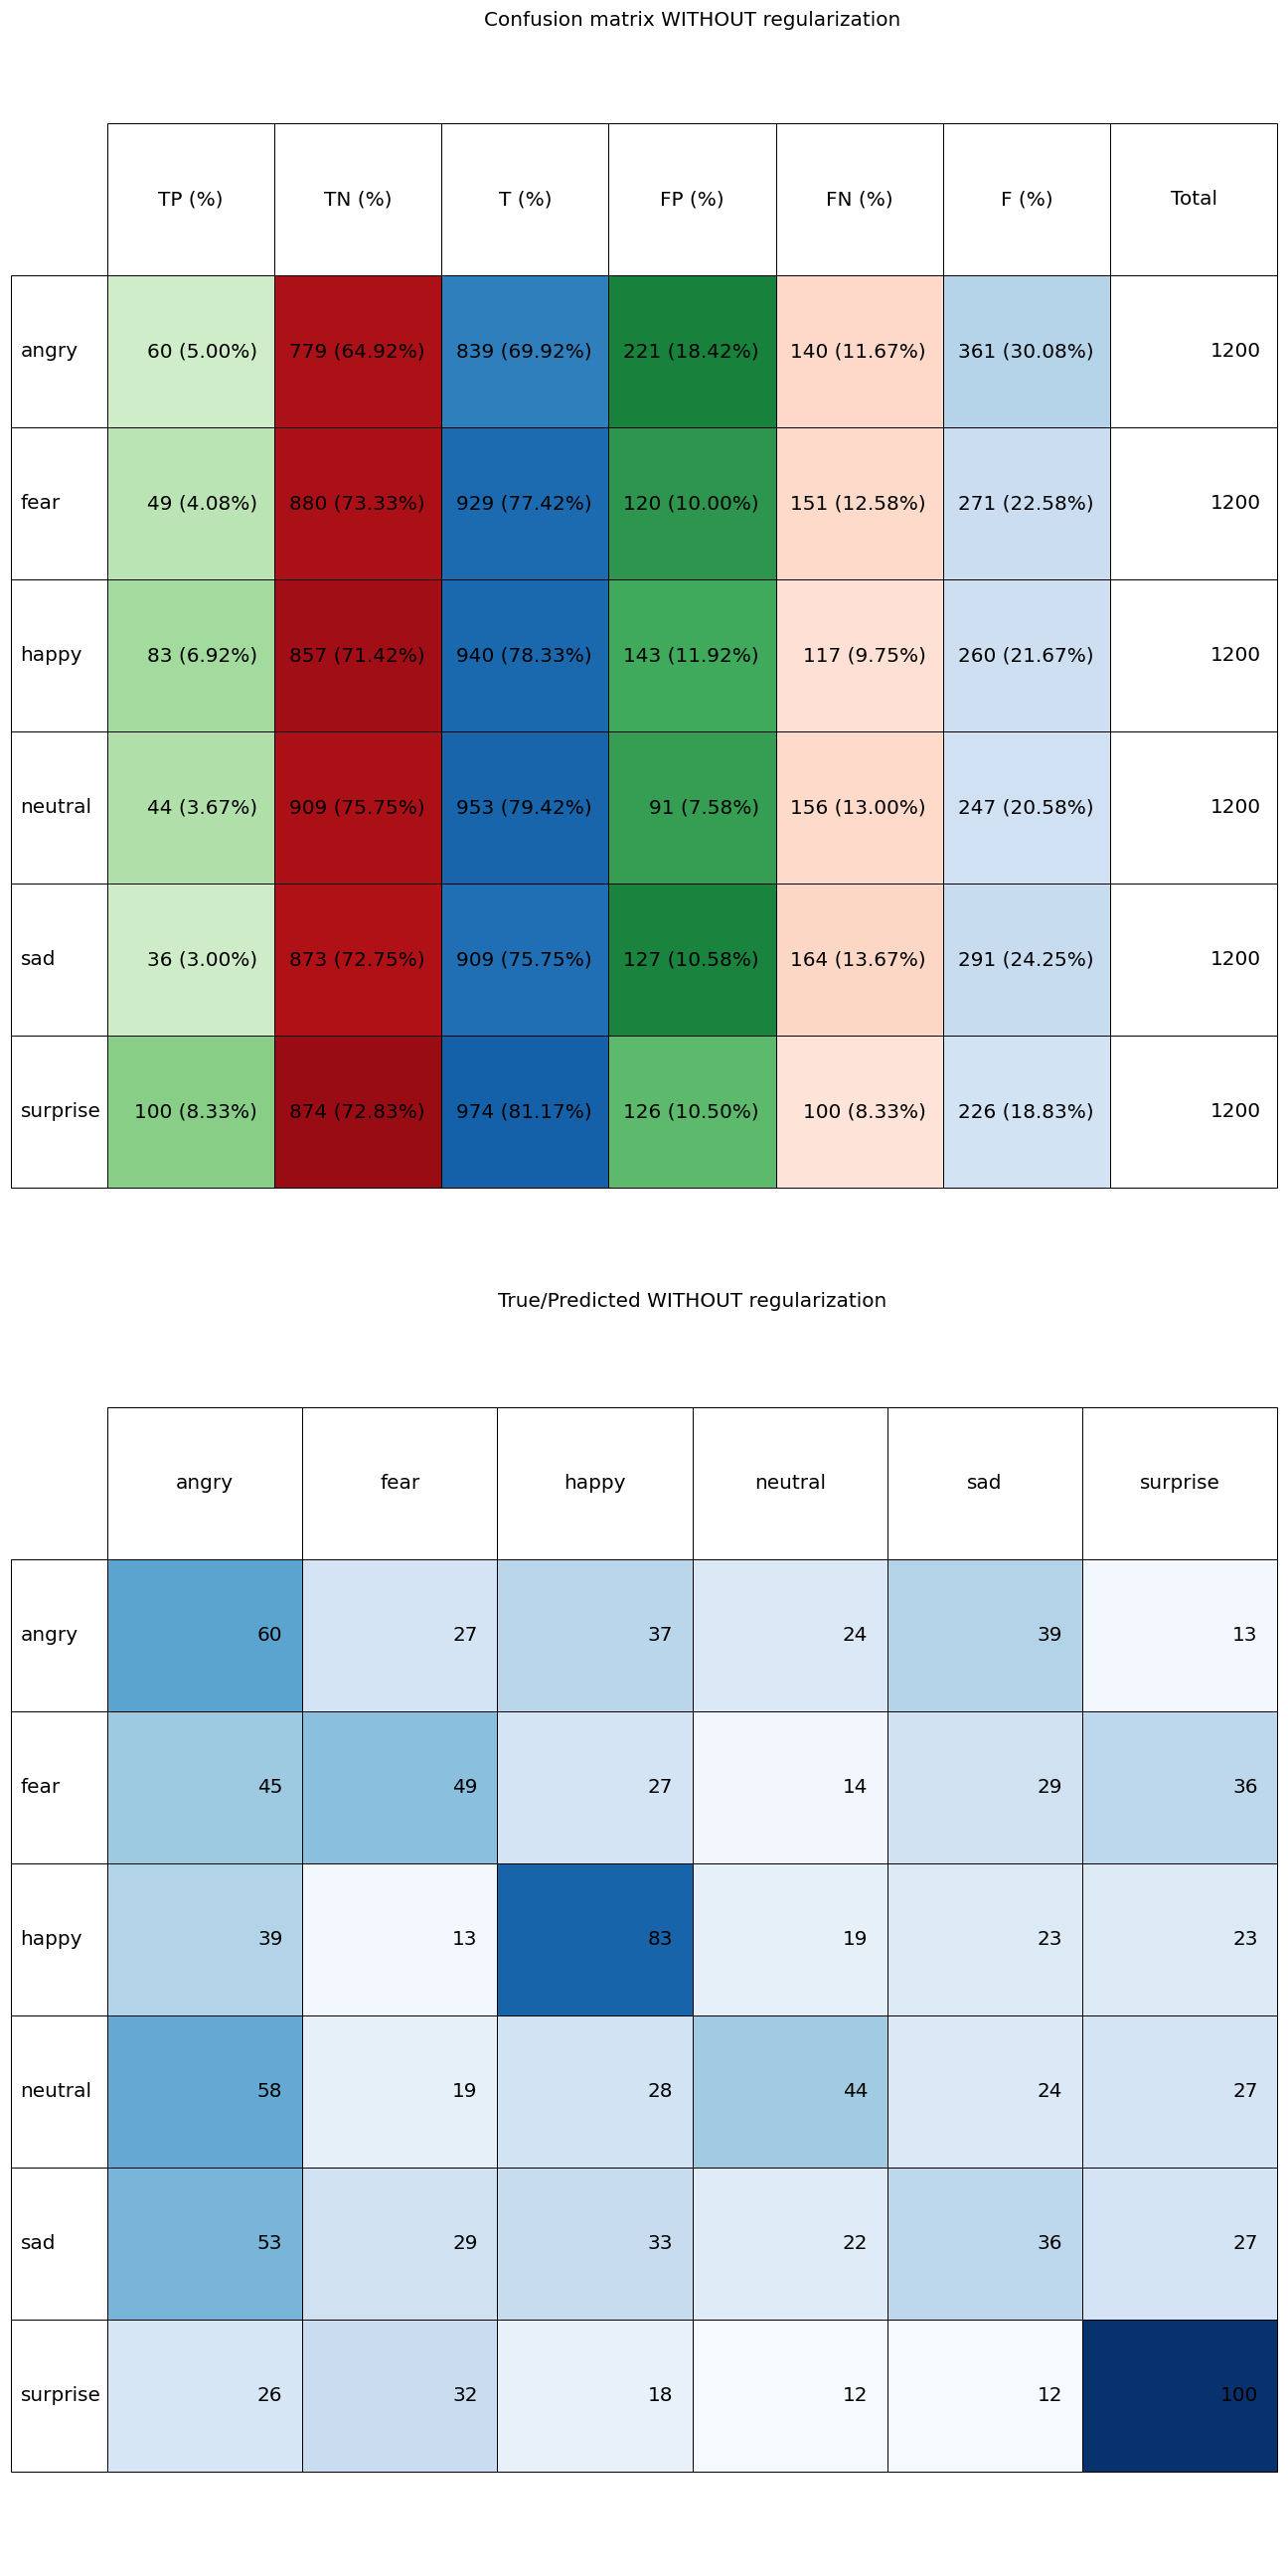 Confusion matrix WITHOUT regularization
TP (%) TN (%) T (%) FP (%) FN (%) F (%) Total
angry 60 (5.00%) 779 (64.92%) 839 (69.92%) 221 (18.42%) 140 (11.67%) 361 (30.08%) 1200
fear 49 (4.08%) 880 (73.33%) 929 (77.42%) 120 (10.00%) 151 (12.58%) 271 (22.58%) 1200
happy 83 (6.92%) 857 (71.42%) 940 (78.33%) 143 (11.92%) 117 (9.75%) 260 (21.67%) 1200
neutral 44 (3.67%) 909 (75.75%) 953 (79.42%) 91 (7.58%) 156 (13.00%) 247 (20.58%) 1200
sad 36 (3.00%) 873 (72.75%) 909 (75.75%) 127 (10.58%) 164 (13.67%) 291 (24.25%) 1200
surprise 100 (8.33%) 874 (72.83%) 974 (81.17%) 126 (10.50%) 100 (8.33%) 226 (18.83%) 1200
True/Predicted WITHOUT regularization
angry fear happy neutral sad surprise
angry 60 27 37 24 39 13
fear 45 49 27 14 29 36
happy 39 13 83 19 23 23
neutral 58 19 28 44 24 27
sad 53 29 33 22 36 27
surprise 26 32 18 12 12 100